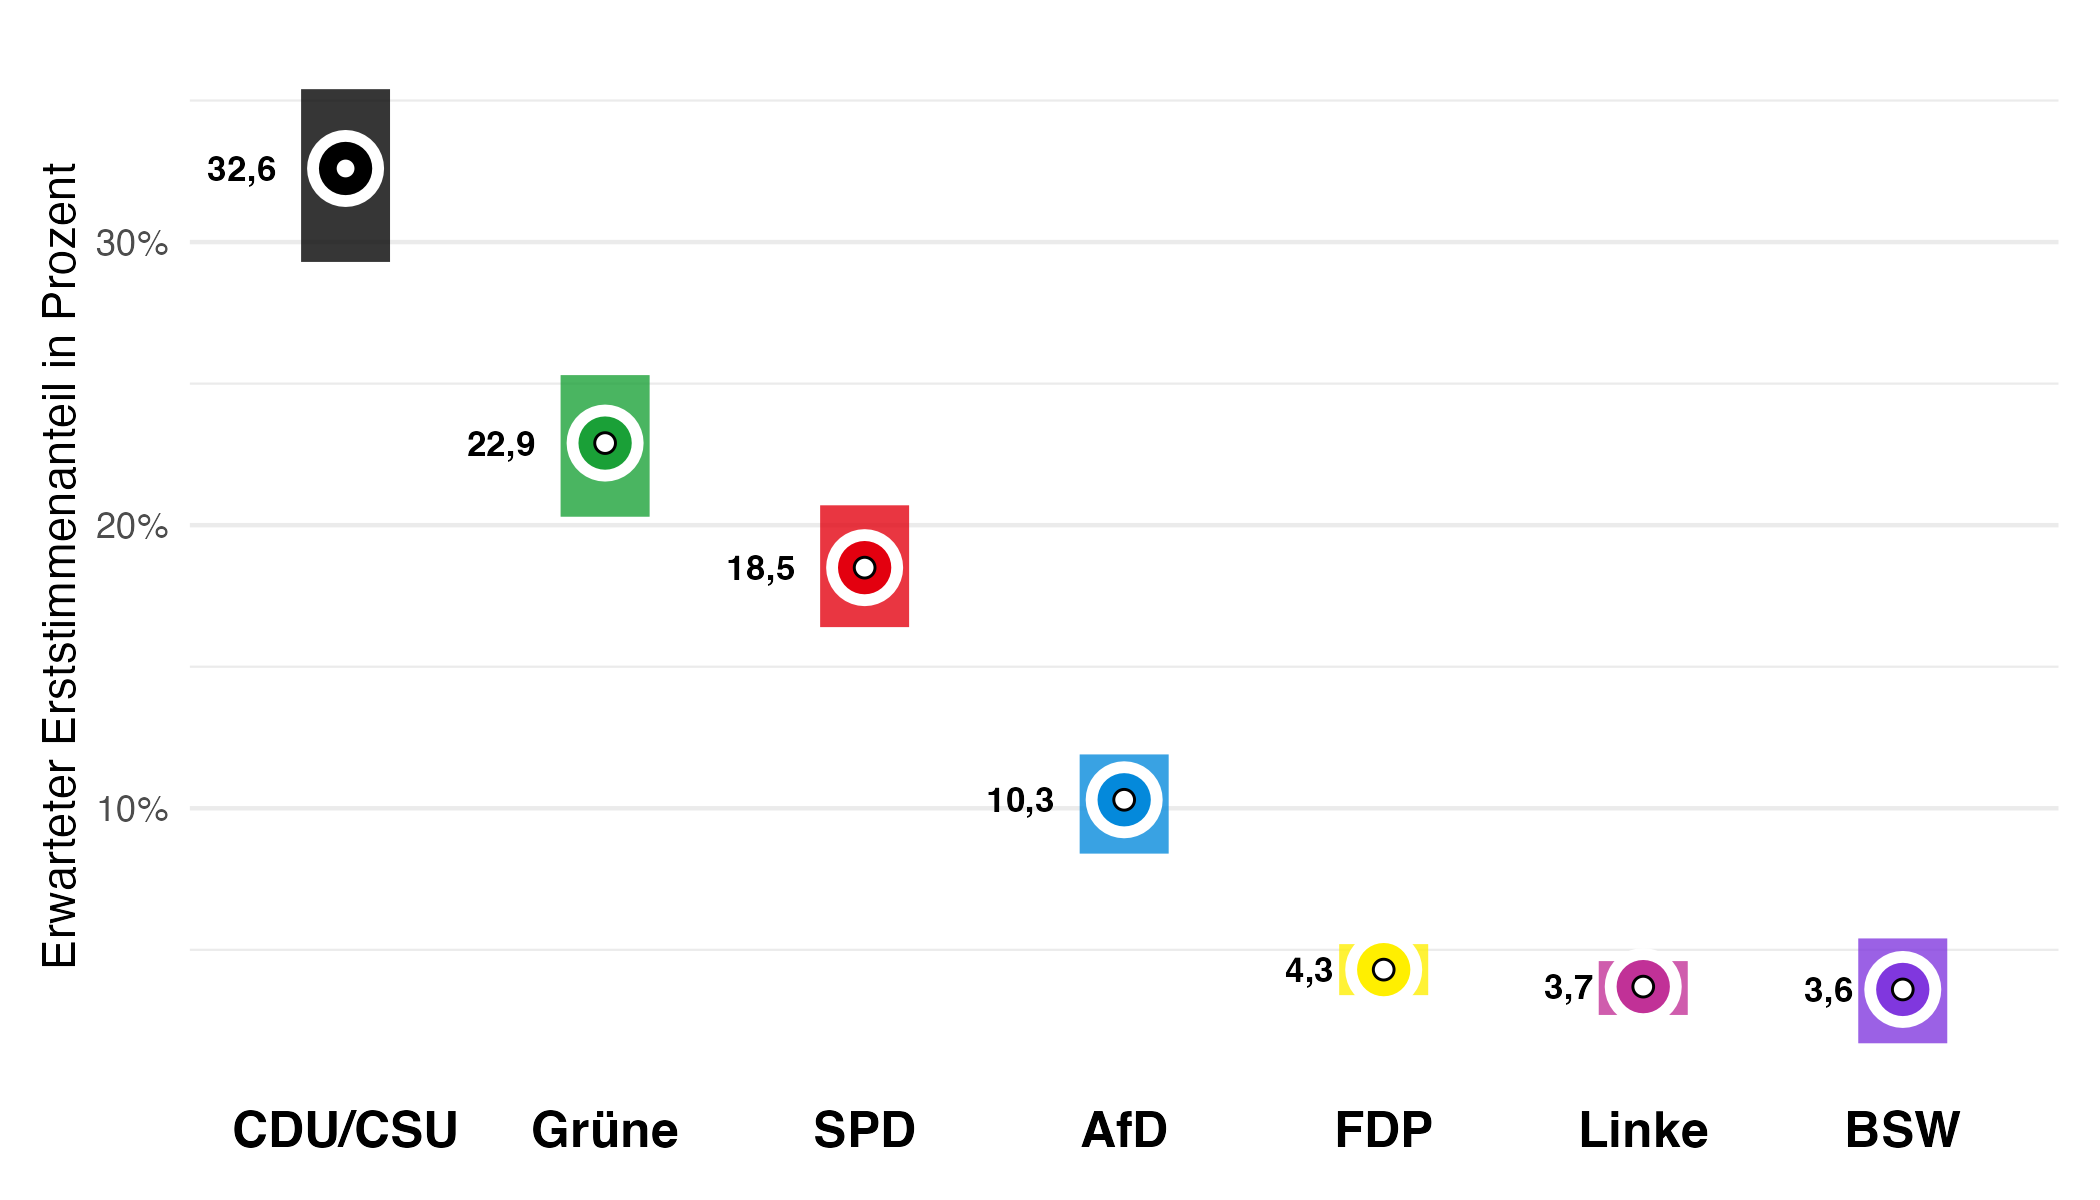 Erwarteter Erststimmenanteil in Prozent
30%
20%
10%
32,6
22,9
18,5
10,3
4,3
3,7
3,6
CDU/CSU
Grüne
SPD
AfD
FDP
Linke
BSW